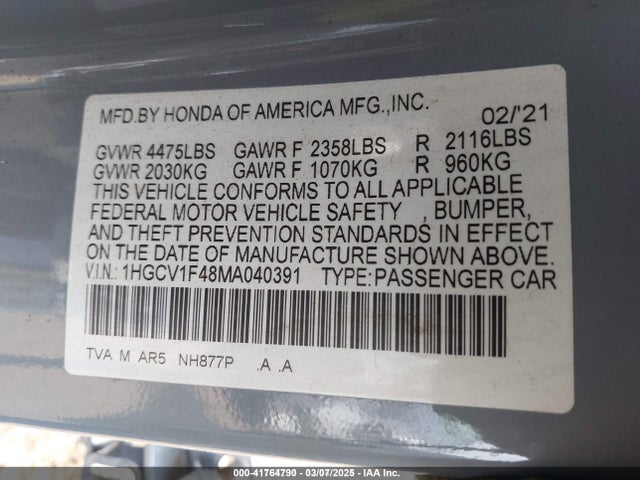 MFD.BY HONDA OF AMERICA MFG.,INC. 02/'21
GVWR 4475LBS GAWR F 2358LBS R 2116LBS
GVWR 2030KG GAWR F 1070KG R 960KG
THIS VEHICLE CONFORMS TO ALL APPLICABLE
FEDERAL MOTOR VEHICLE SAFETY , BUMPER,
AND THEFT PREVENTION STANDARDS IN EFFECT
ON THE DATE OF MANUFACTURE SHOWN ABOVE.
V.I.N.: 1HGCV1F48MA040391 TYPE:PASSENGER CAR
TVA M AR5 NH877P .A .A
000-41764790 - 03/07/2025 - IAA Inc.